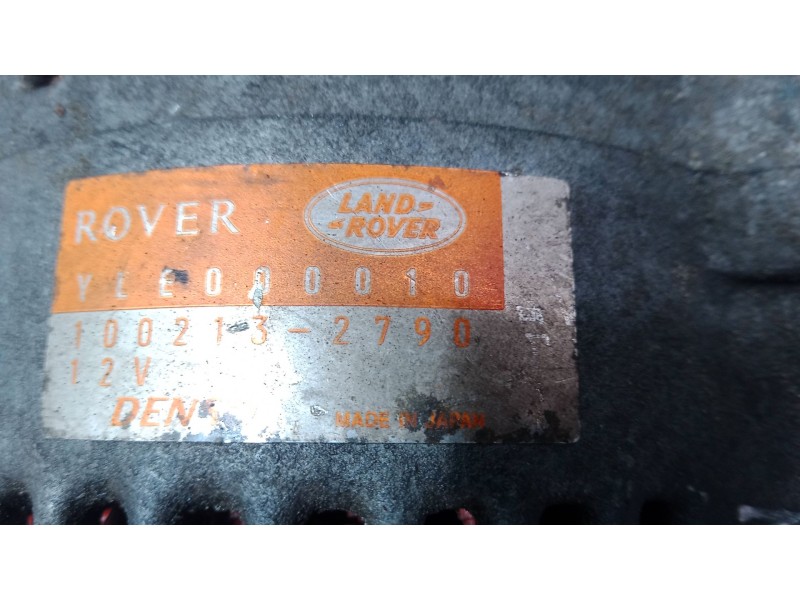 ROVER
LAND-
-ROVER
YLE000010
100213-2790
12V
MADE IN JAPAN